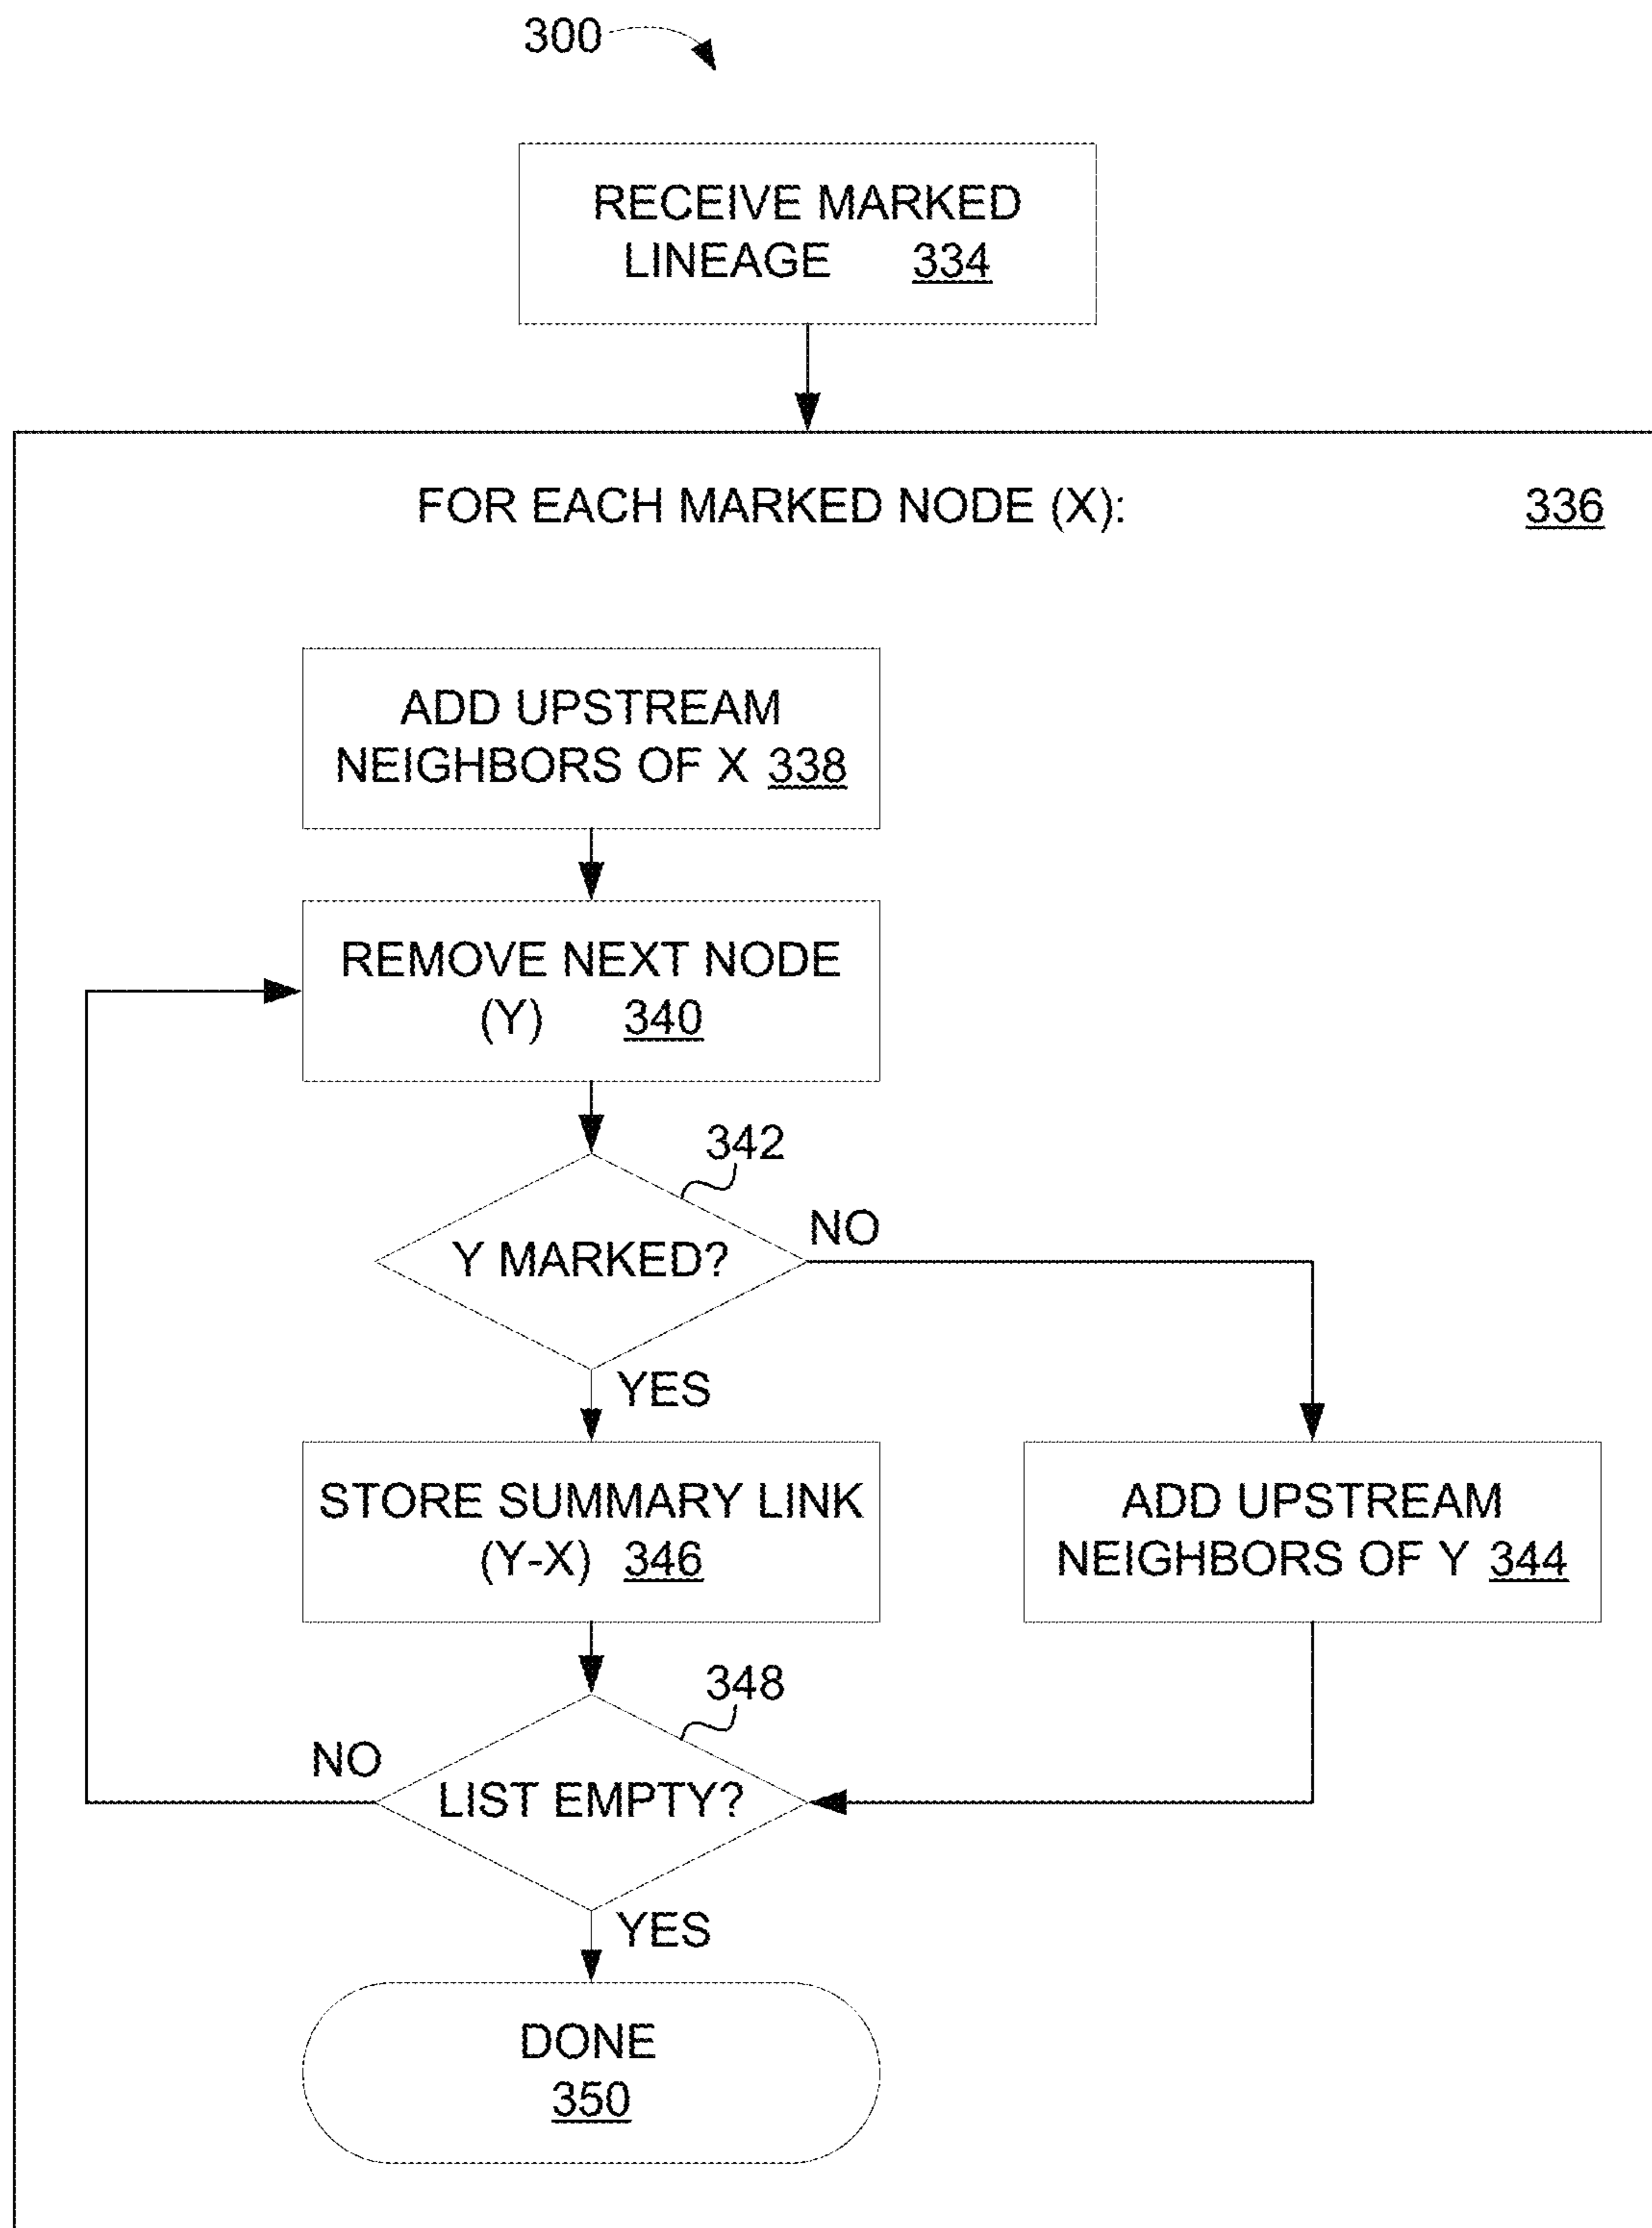 300
RECEIVE MARKED
LINEAGE 334
FOR EACH MARKED NODE (X): 336
ADD UPSTREAM
NEIGHBORS OF X 338
REMOVE NEXT NODE
(Y) 340
342
NO
Y MARKED?
YES
STORE SUMMARY LINK
(Y-X) 346
ADD UPSTREAM
NEIGHBORS OF Y 344
348
NO
LIST EMPTY?
YES
DONE
350